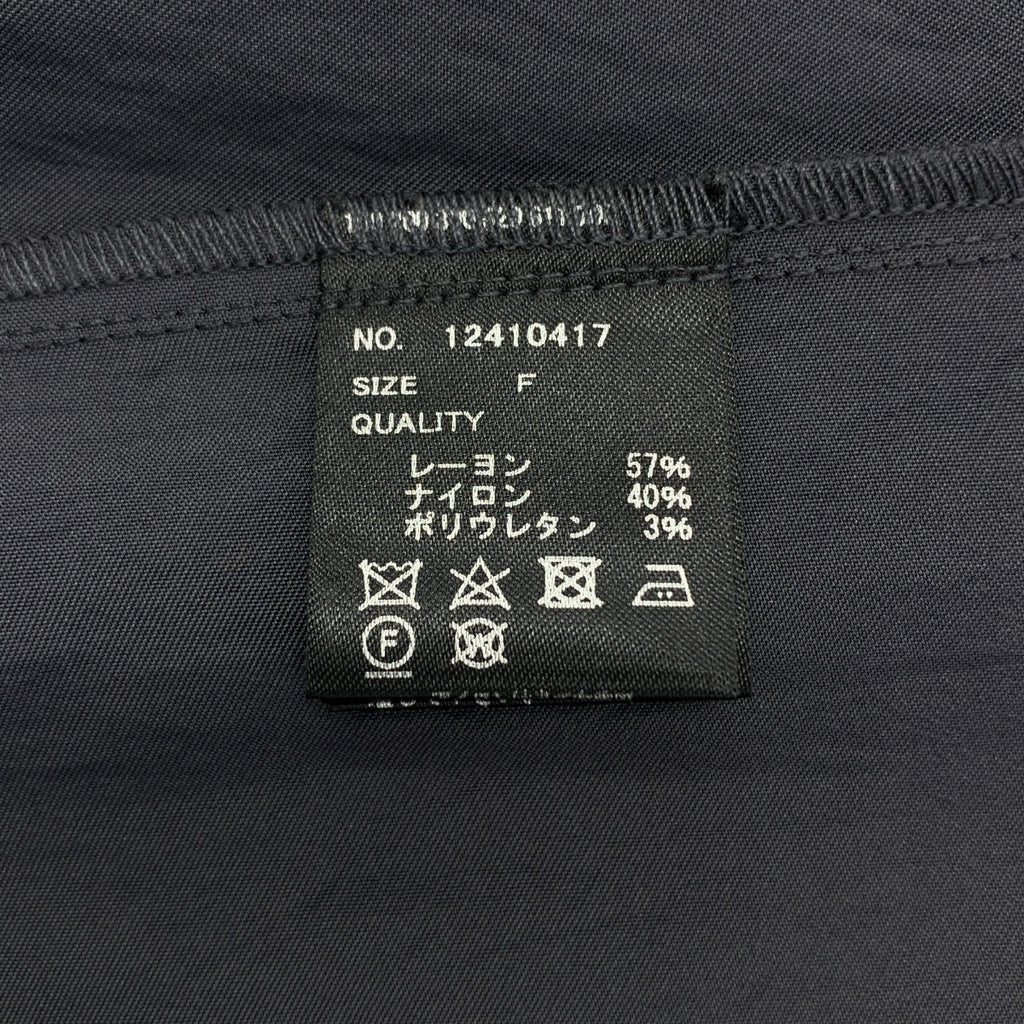 NO. 12410417
SIZE F
QUALITY
レーヨン 57%
ナイロン 40%
ポリウレタン 3%
F
W